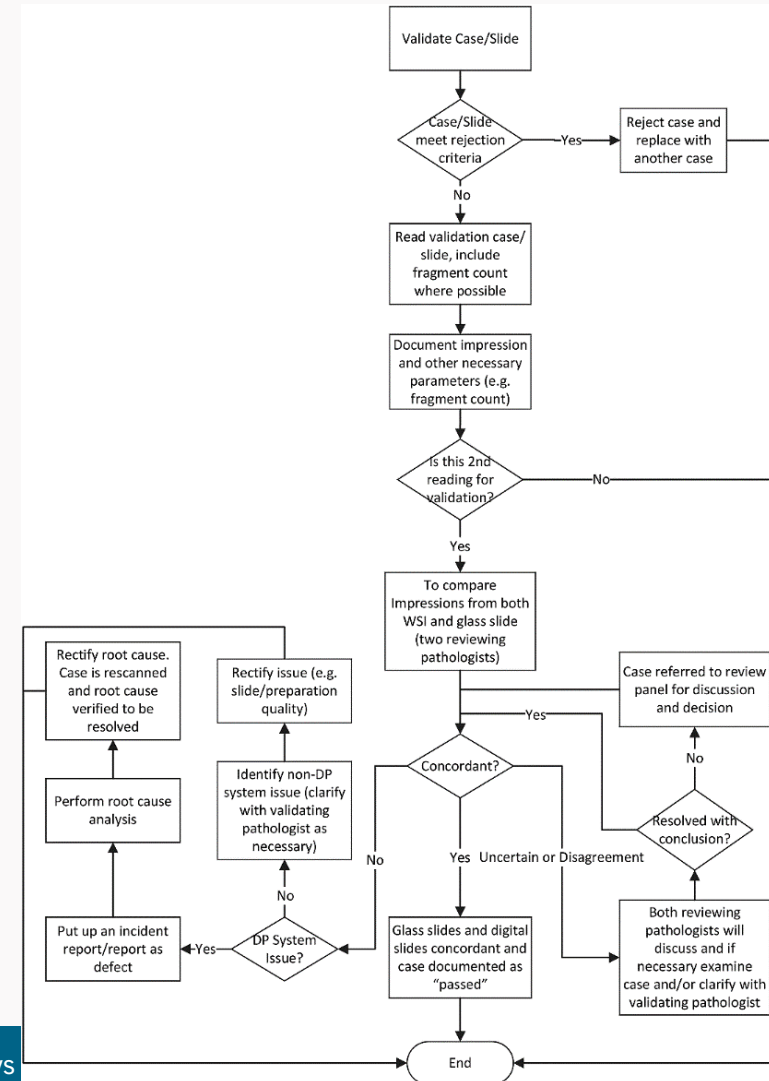 Validate Case/Slide
Case/Slide
meet rejection
criteria
Yes
Reject case and
replace with
another case
No
Read validation case/
slide, include
fragment count
where possible
Document impression
and other necessary
parameters (e.g.
fragment count)
Is this 2nd
reading for
validation?
No
Yes
To compare
Impressions from both
WSI and glass slide
(two reviewing
pathologists)
Rectify root cause.
Case is rescanned
and root cause
verified to be
resolved
Rectify issue (e.g.
slide/preparation
quality)
Case referred to review
panel for discussion
and decision
Yes
No
Concordant?
Identify non-DP
system issue (clarify
with validating
pathologist as
necessary)
Perform root cause
analysis
Resolved with
conclusion?
No
Yes
Uncertain or Disagreement
No
Put up an incident
report/report as
defect
Yes
DP System
Issue?
Glass slides and digital
slides concordant and
case documented as
“passed”
Both reviewing
pathologists will
discuss and if
necessary examine
case and/or clarify with
validating pathologist
End